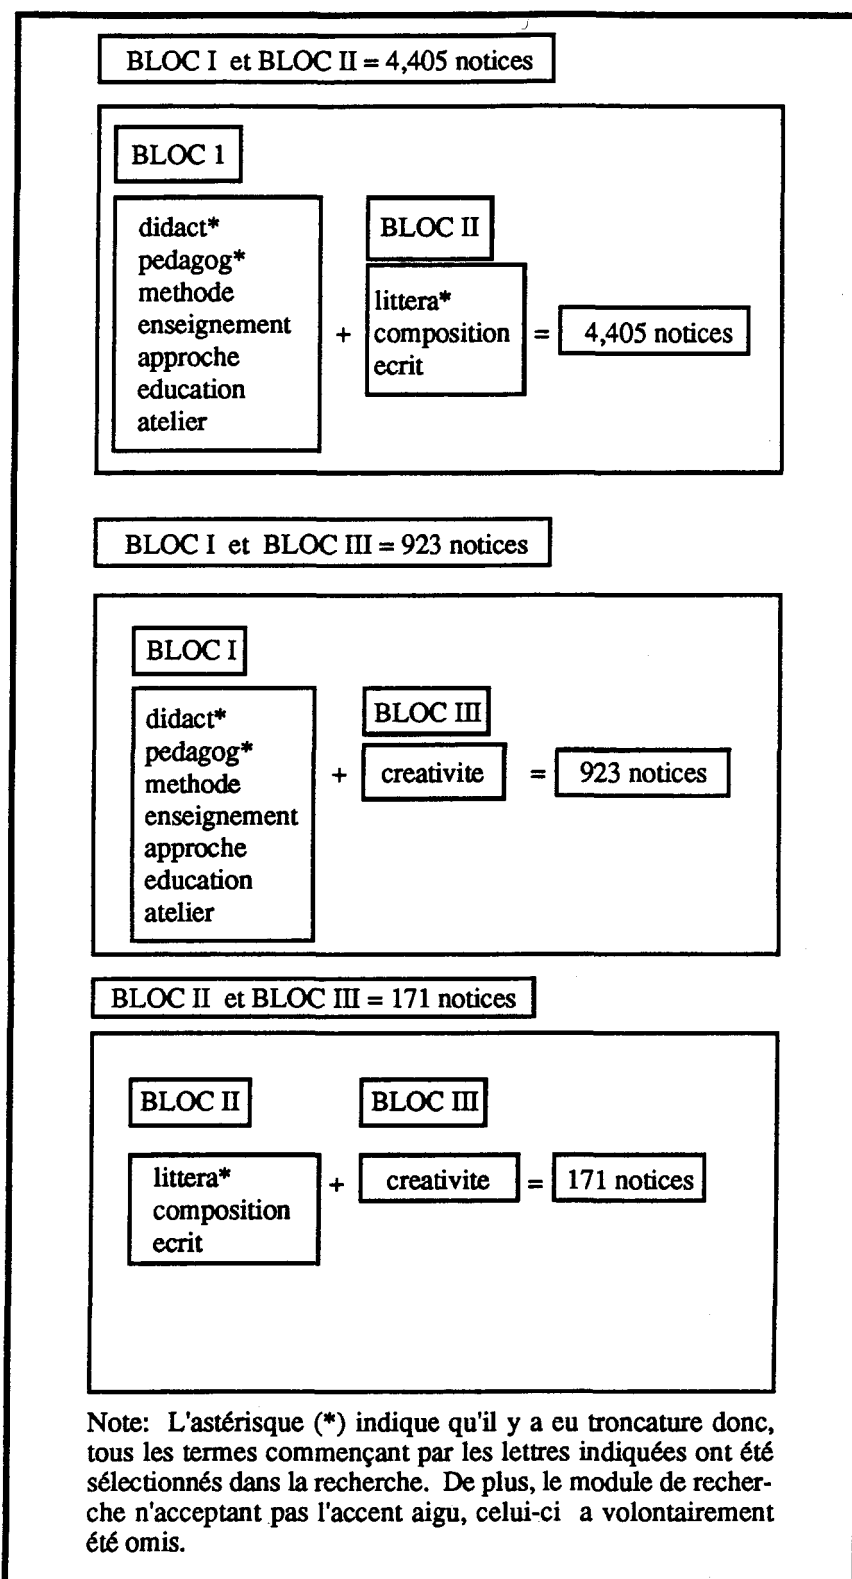 BLOC I et BLOC II = 4,405 notices
BLOC 1
didact*
pedagog*
methode
enseignement
approche
education
atelier
+
BLOC II
littera*
composition
ecrit
=
4,405 notices
BLOC I et BLOC III = 923 notices
BLOC I
didact*
pedagog*
methode
enseignement
approche
education
atelier
+
BLOC III
creativite
=
923 notices
BLOC II et BLOC III = 171 notices
BLOC II
littera*
composition
ecrit
+
BLOC III
creativite
=
171 notices
Note: L'astérisque (*) indique qu'il y a eu troncature donc,
tous les termes commençant par les lettres indiquées ont été
sélectionnés dans la recherche. De plus, le module de recher-
che n'acceptant pas l'accent aigu, celui-ci a volontairement
été omis.